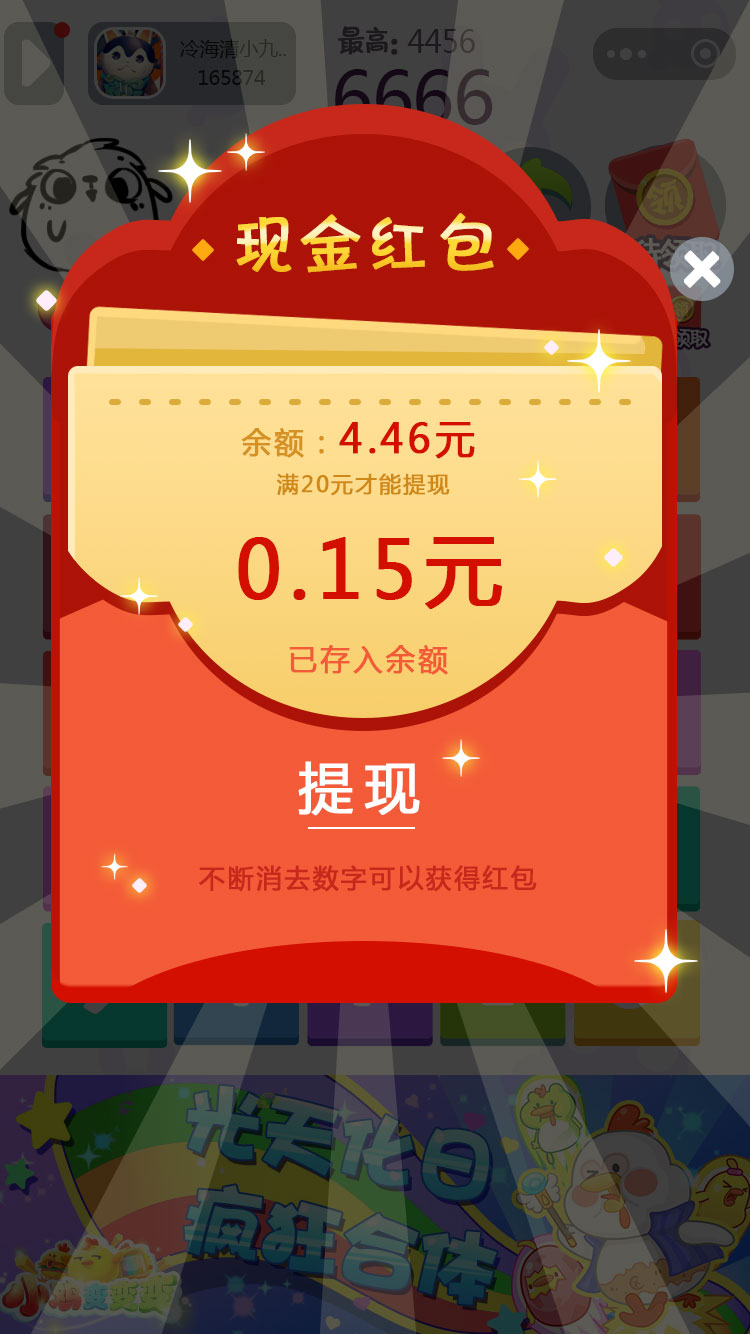 冷海清小九..
165874
最高: 4456
6666
现金红包
领取
余额：4.46元
满20元才能提现
0.15元
已存入余额
提现
不断消去数字可以获得红包
光天化日
疯狂合体